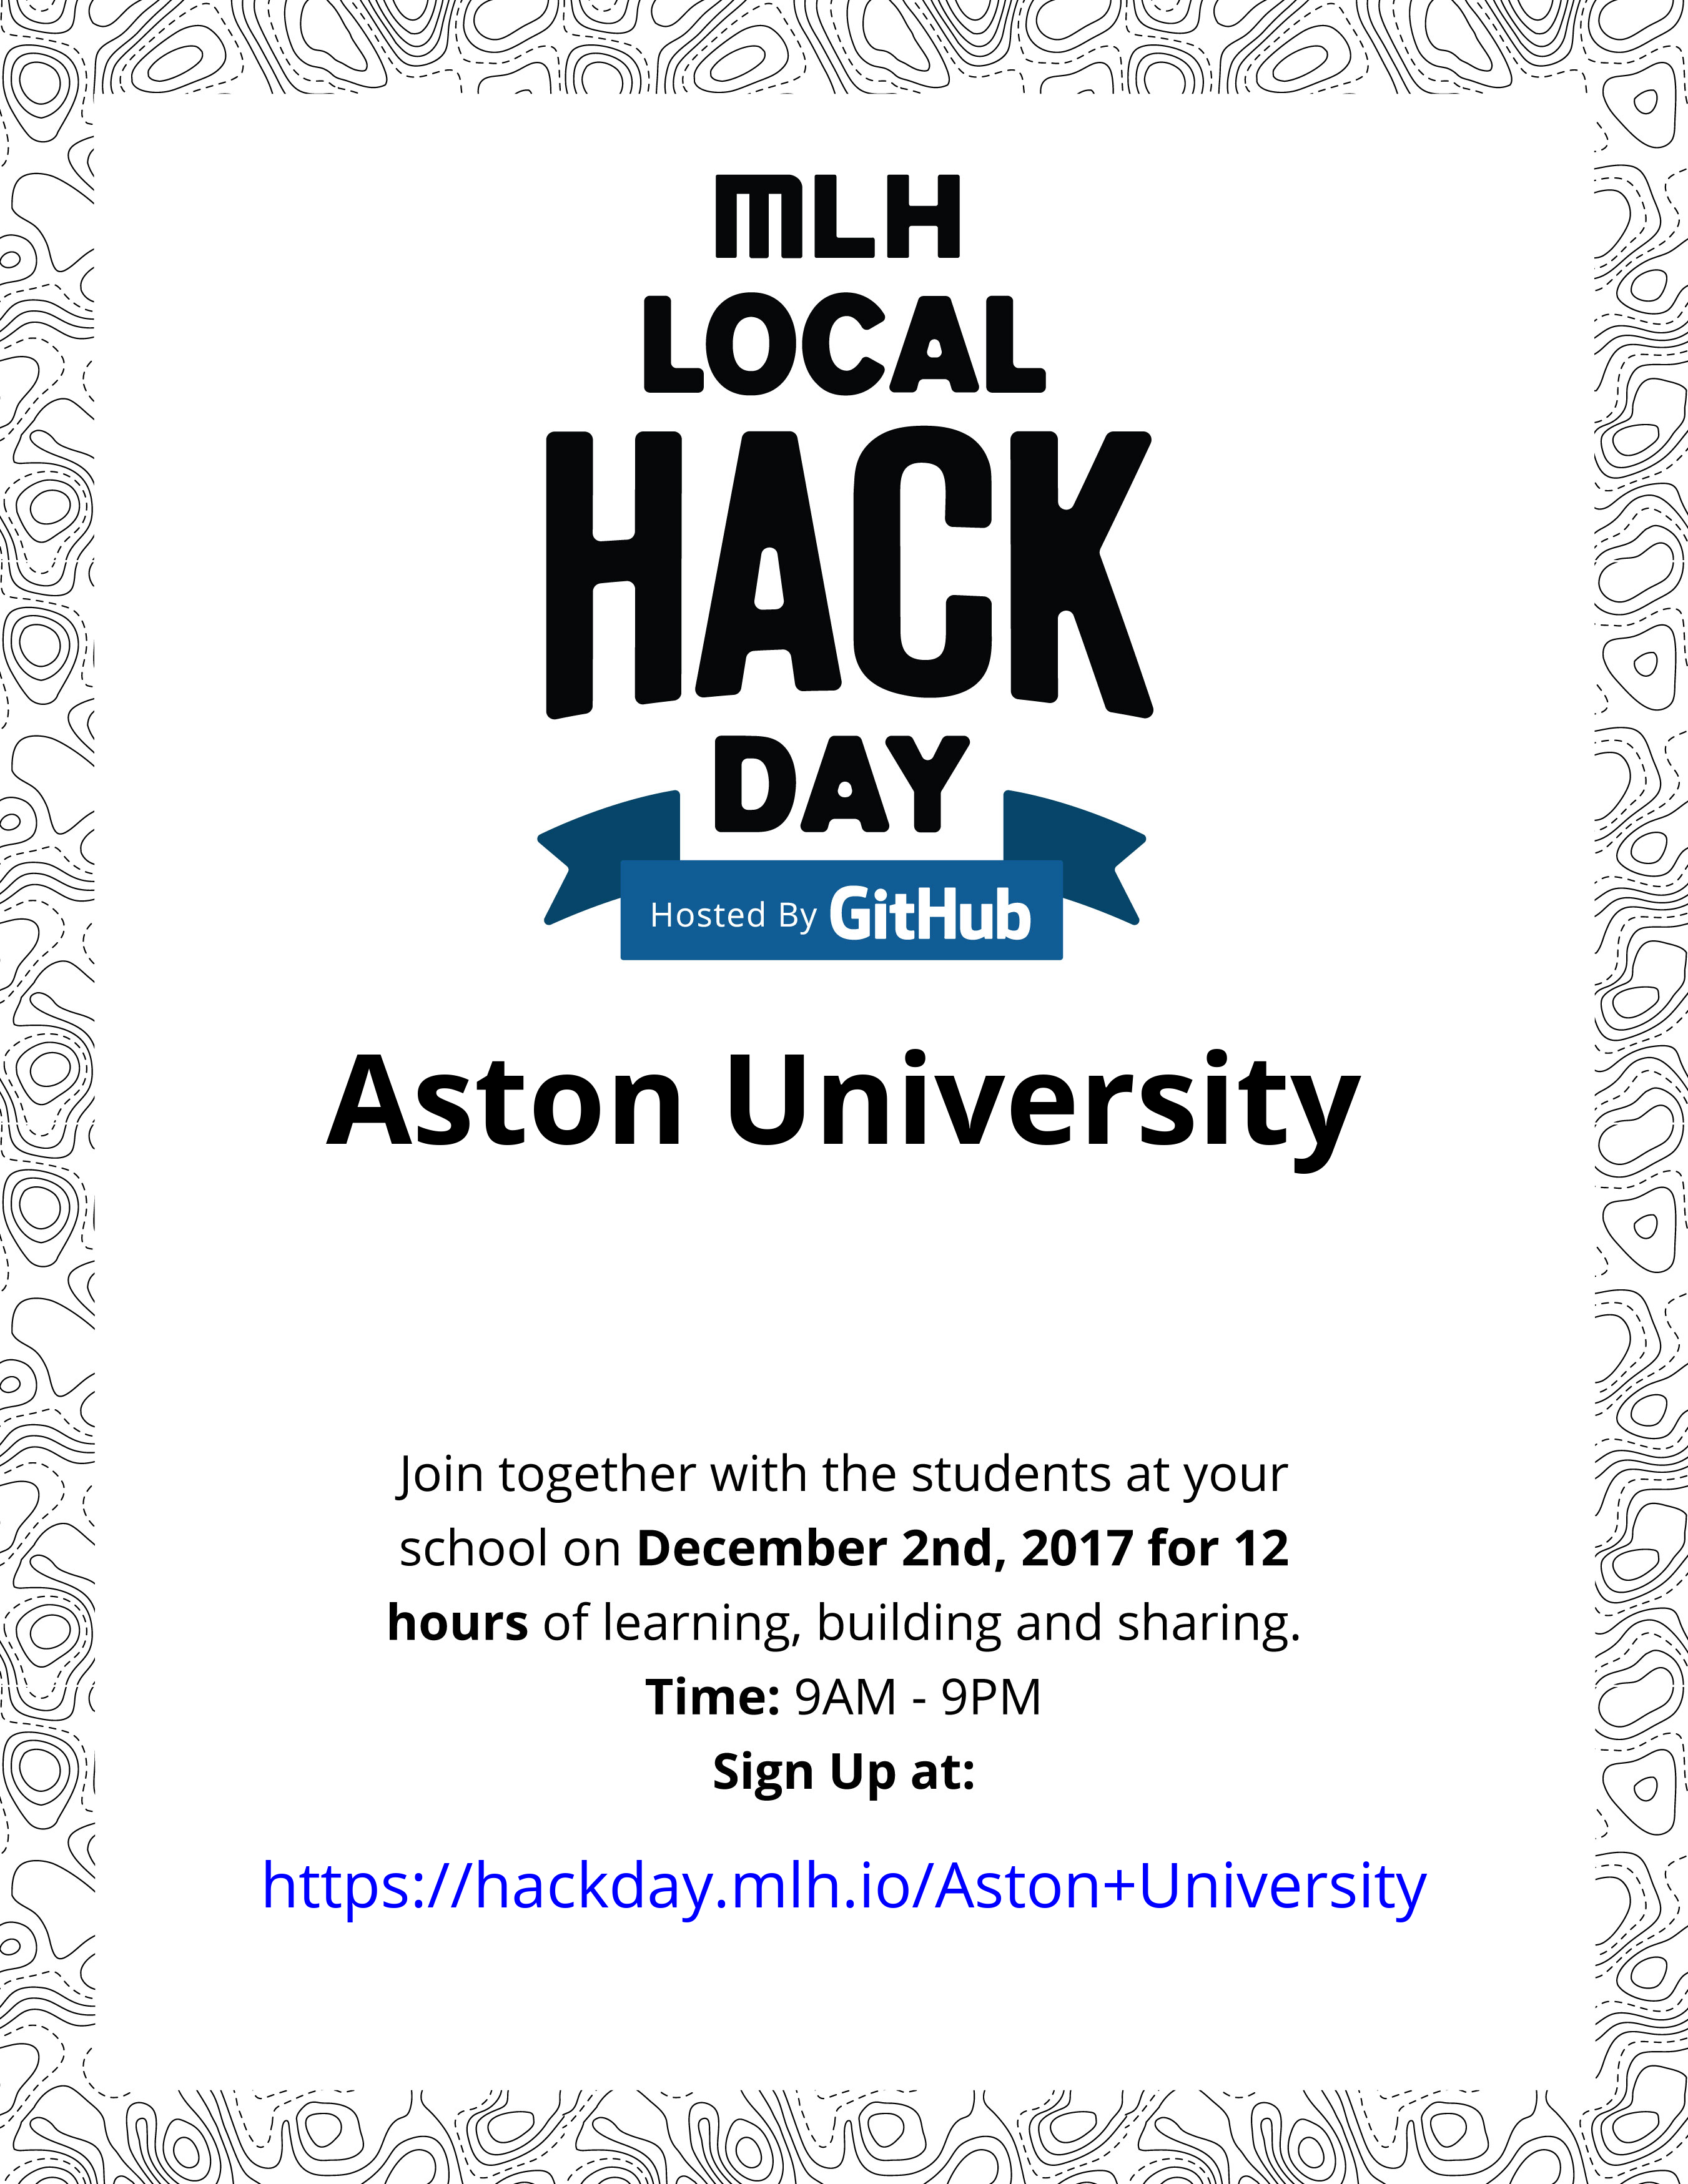 MLH
LOCAL
HACK
DAY
Hosted By GitHub
Aston University
Join together with the students at your
school on December 2nd, 2017 for 12
hours of learning, building and sharing.
Time: 9AM - 9PM
Sign Up at:
https://hackday.mlh.io/Aston+University